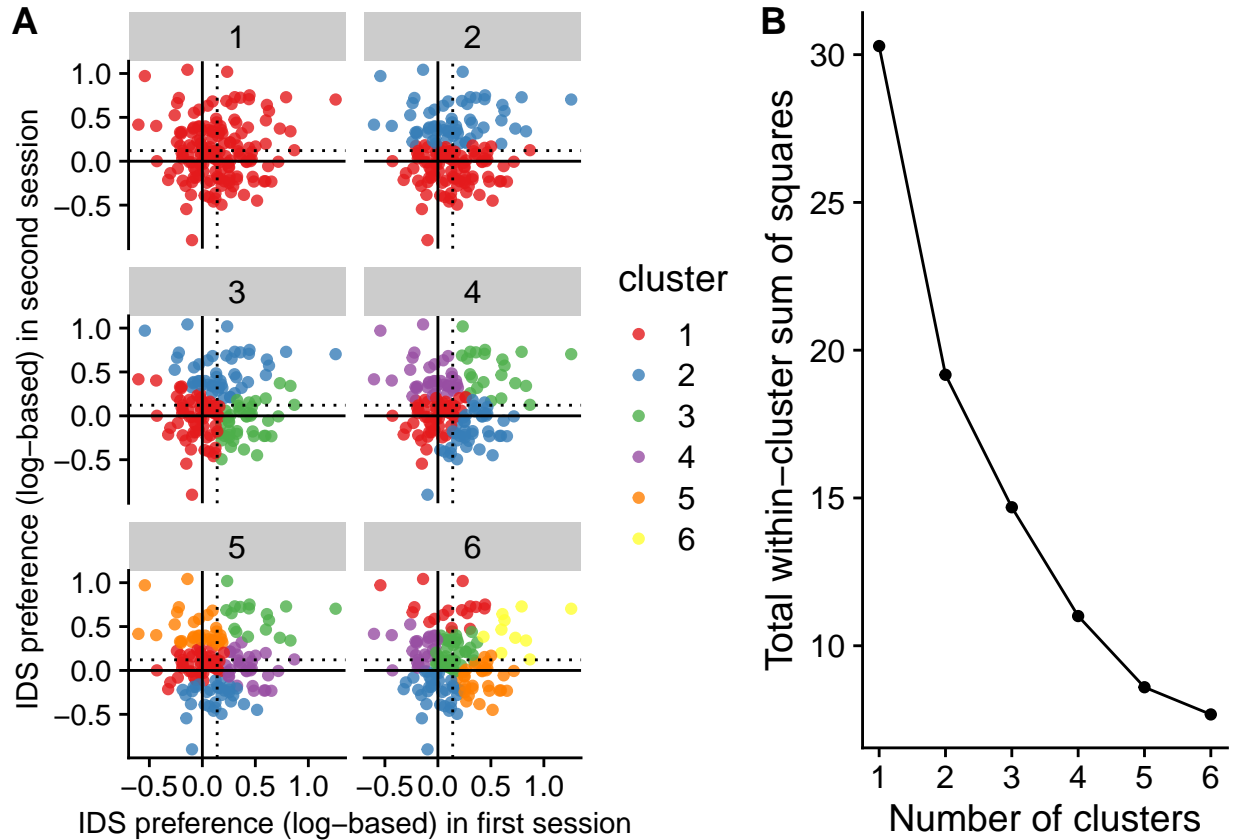 A
IDS preference (log−based) in second session
1
2
1.0
0.5
0.0
−0.5
3
4
1.0
0.5
0.0
−0.5
5
6
1.0
0.5
0.0
−0.5
−0.5 0.0 0.5 1.0
−0.5 0.0 0.5 1.0
IDS preference (log−based) in first session
cluster
1
2
3
4
5
6
B
Total within−cluster sum of squares
30
25
20
15
10
1 2 3 4 5 6
Number of clusters